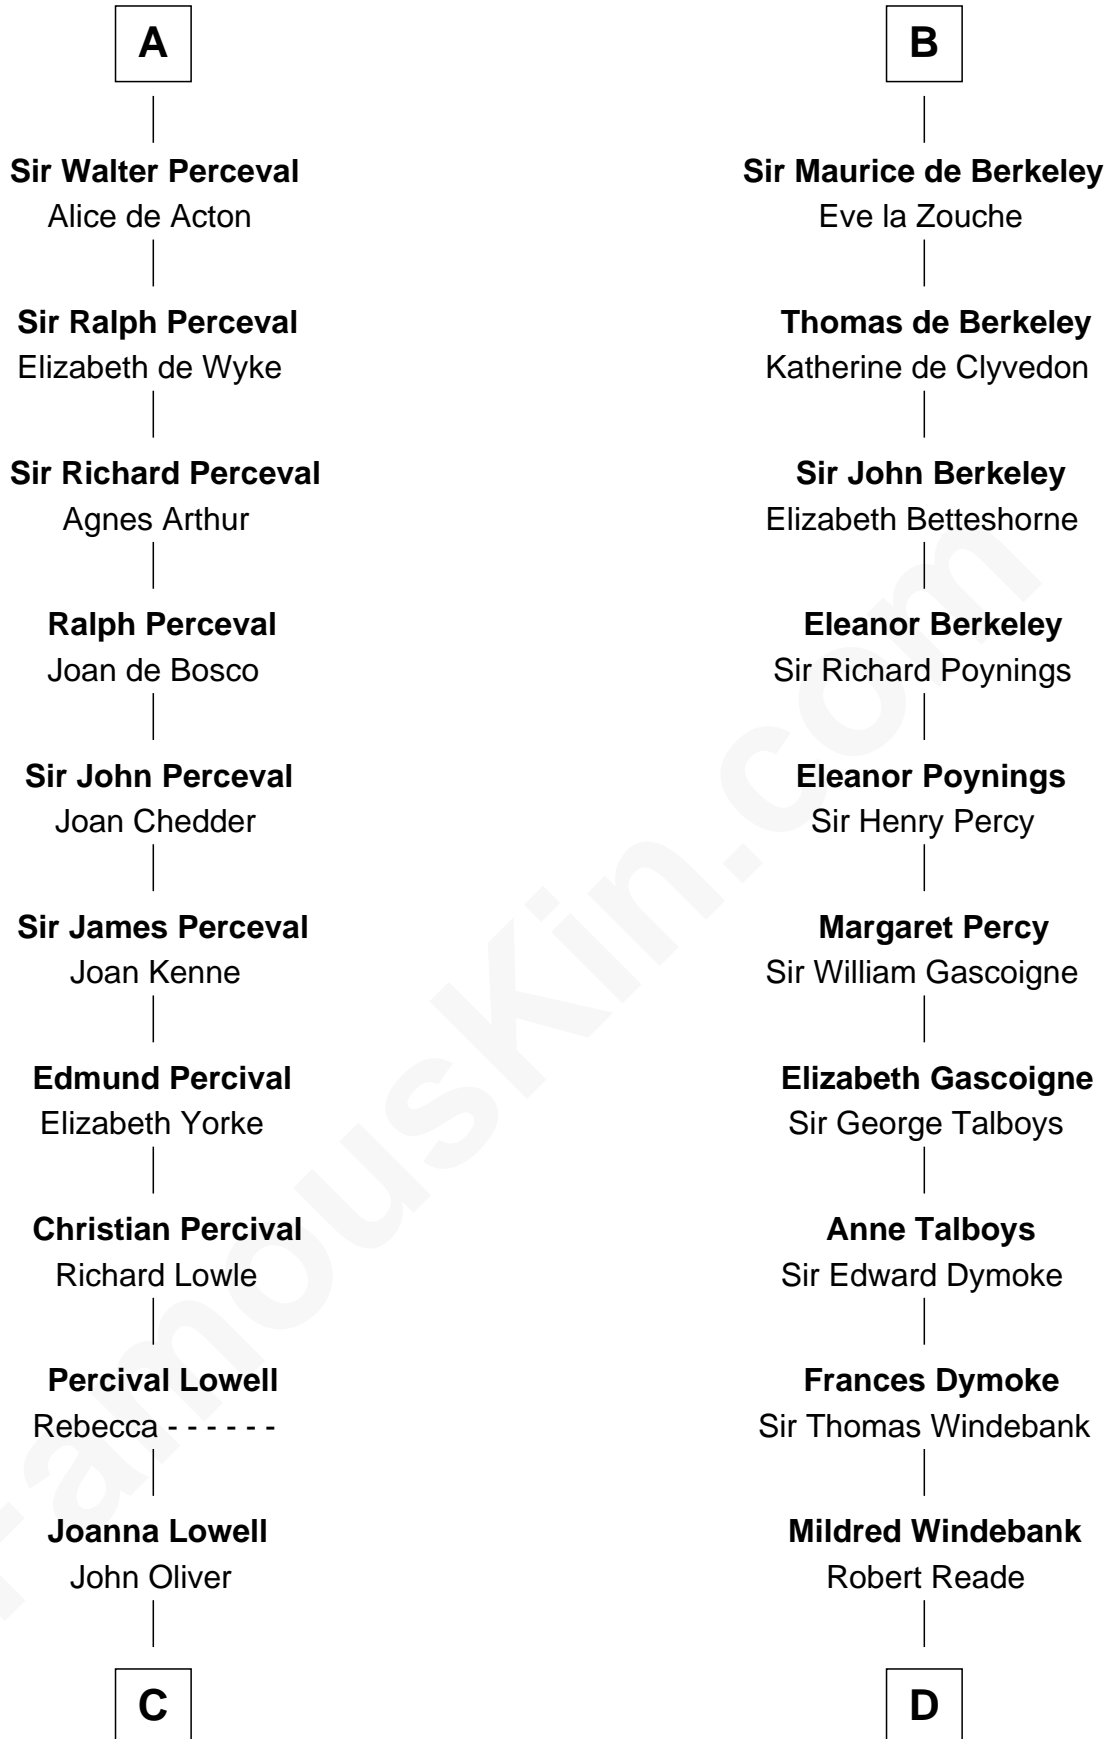 A
Sir Walter Perceval
Alice de Acton
Sir Ralph Perceval
Elizabeth de Wyke
Sir Richard Perceval
Agnes Arthur
Ralph Perceval
Joan de Bosco
Sir John Perceval
Joan Chedder
Sir James Perceval
Joan Kenne
Edmund Percival
Elizabeth Yorke
Christian Percival
Richard Lowle
Percival Lowell
Rebecca - - - - - -
Joanna Lowell
John Oliver
C
B
Sir Maurice de Berkeley
Eve la Zouche
Thomas de Berkeley
Katherine de Clyvedon
Sir John Berkeley
Elizabeth Betteshorne
Eleanor Berkeley
Sir Richard Poynings
Eleanor Poynings
Sir Henry Percy
Margaret Percy
Sir William Gascoigne
Elizabeth Gascoigne
Sir George Talboys
Anne Talboys
Sir Edward Dymoke
Frances Dymoke
Sir Thomas Windebank
Mildred Windebank
Robert Reade
D
FamousKin.com